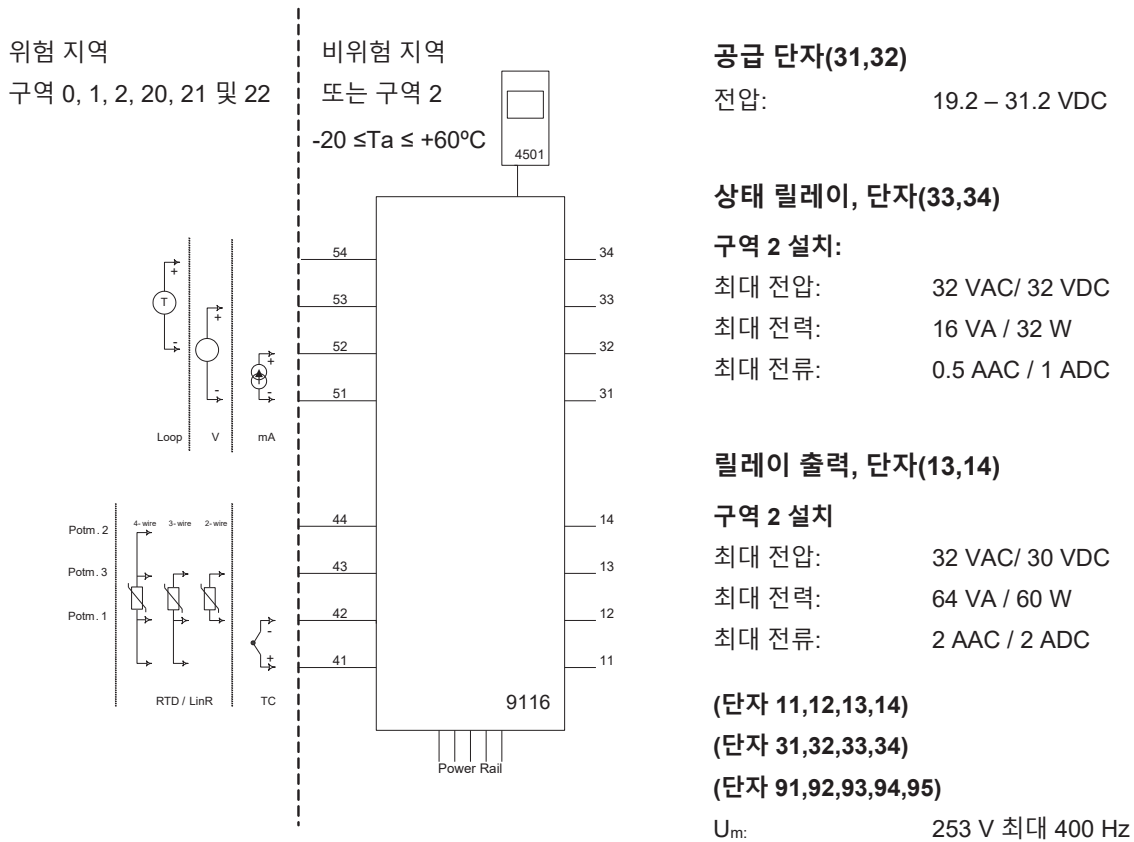 위험 지역
구역 0, 1, 2, 20, 21 및 22
비위험 지역
또는 구역 2
-20 ≤Ta ≤ +60ºC
4501
54
53
52
51
44
43
42
41
34
33
32
31
14
13
12
11
9116
Power Rail
T
+
-
+
-
+
-
Loop
V
mA
Potm. 2
Potm. 3
Potm. 1
4- wire
3- wire
2- wire
-
+
RTD / LinR
TC
공급 단자(31,32)
전압: 19.2 – 31.2 VDC
상태 릴레이, 단자(33,34)
구역 2 설치:
최대 전압: 32 VAC/ 32 VDC
최대 전력: 16 VA / 32 W
최대 전류: 0.5 AAC / 1 ADC
릴레이 출력, 단자(13,14)
구역 2 설치
최대 전압: 32 VAC/ 30 VDC
최대 전력: 64 VA / 60 W
최대 전류: 2 AAC / 2 ADC
(단자 11,12,13,14)
(단자 31,32,33,34)
(단자 91,92,93,94,95)
Um: 253 V 최대 400 Hz